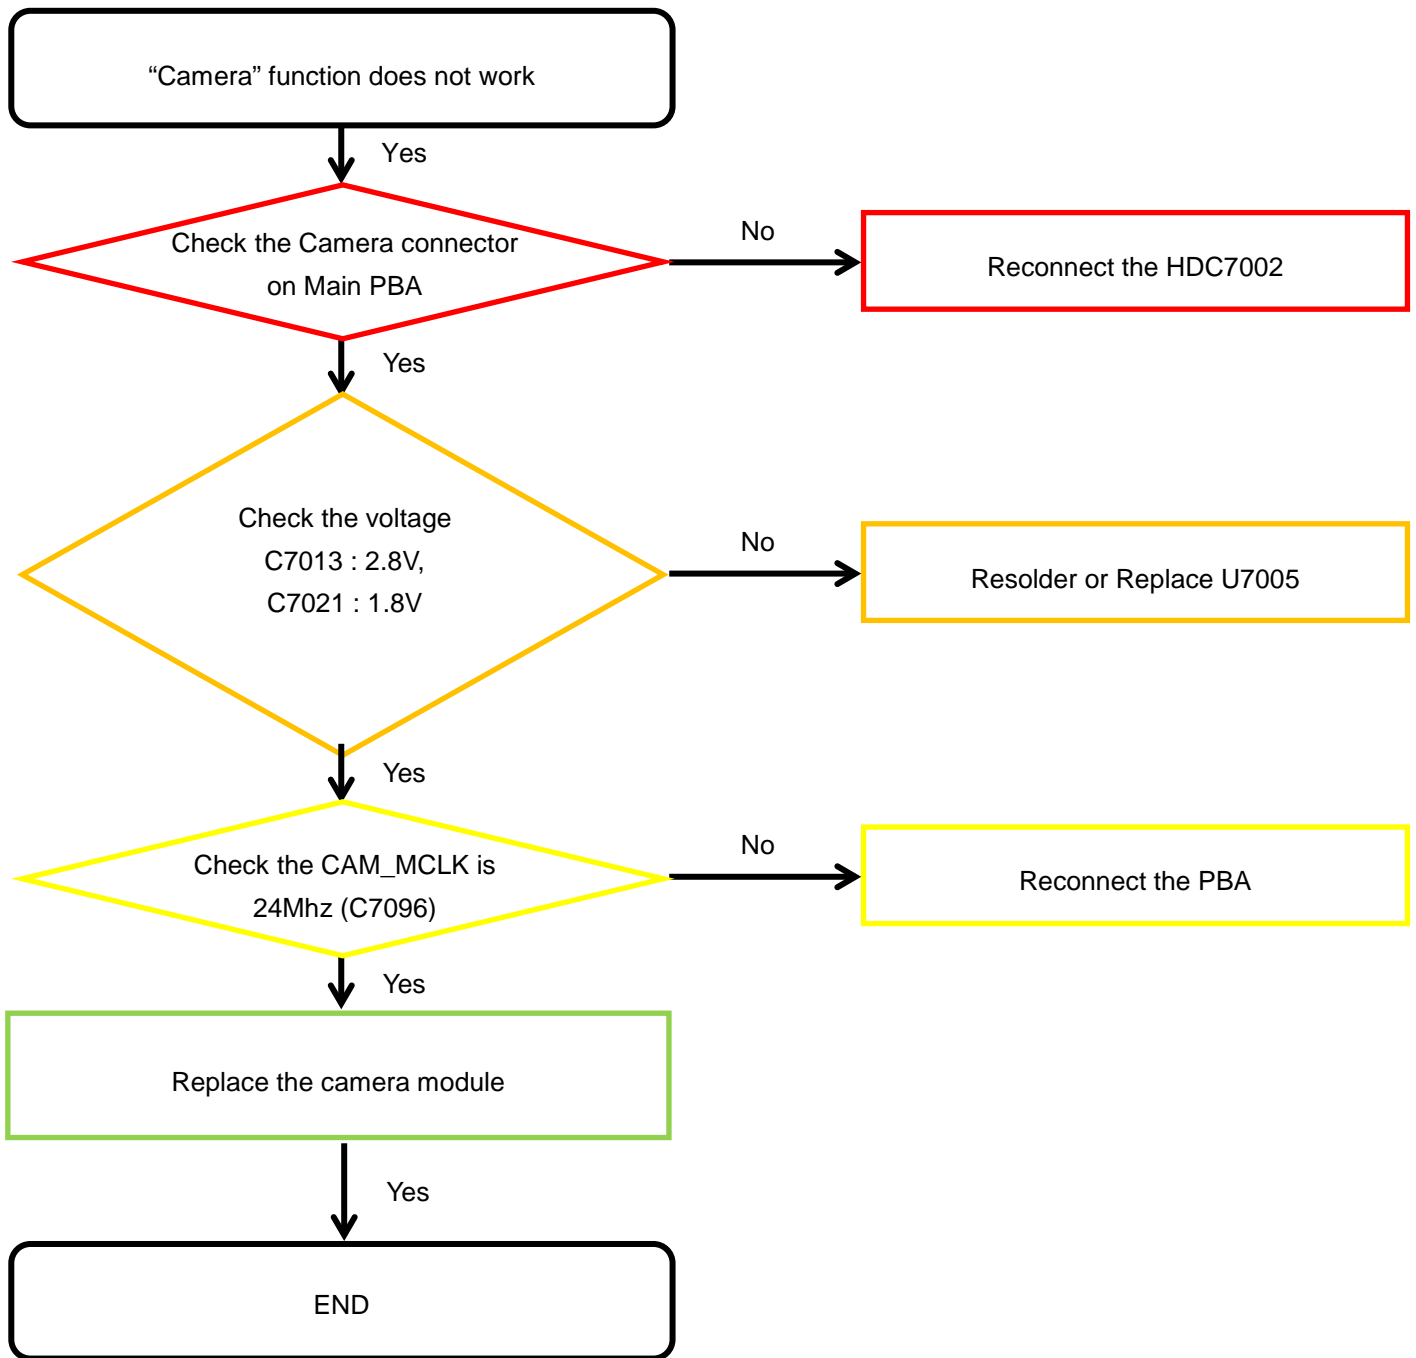 “Camera” function does not work
Yes
Check the Camera connector
on Main PBA
No
Reconnect the HDC7002
Yes
Check the voltage
C7013 : 2.8V,
C7021 : 1.8V
No
Resolder or Replace U7005
Yes
Check the CAM_MCLK is
24Mhz (C7096)
No
Reconnect the PBA
Yes
Replace the camera module
Yes
END